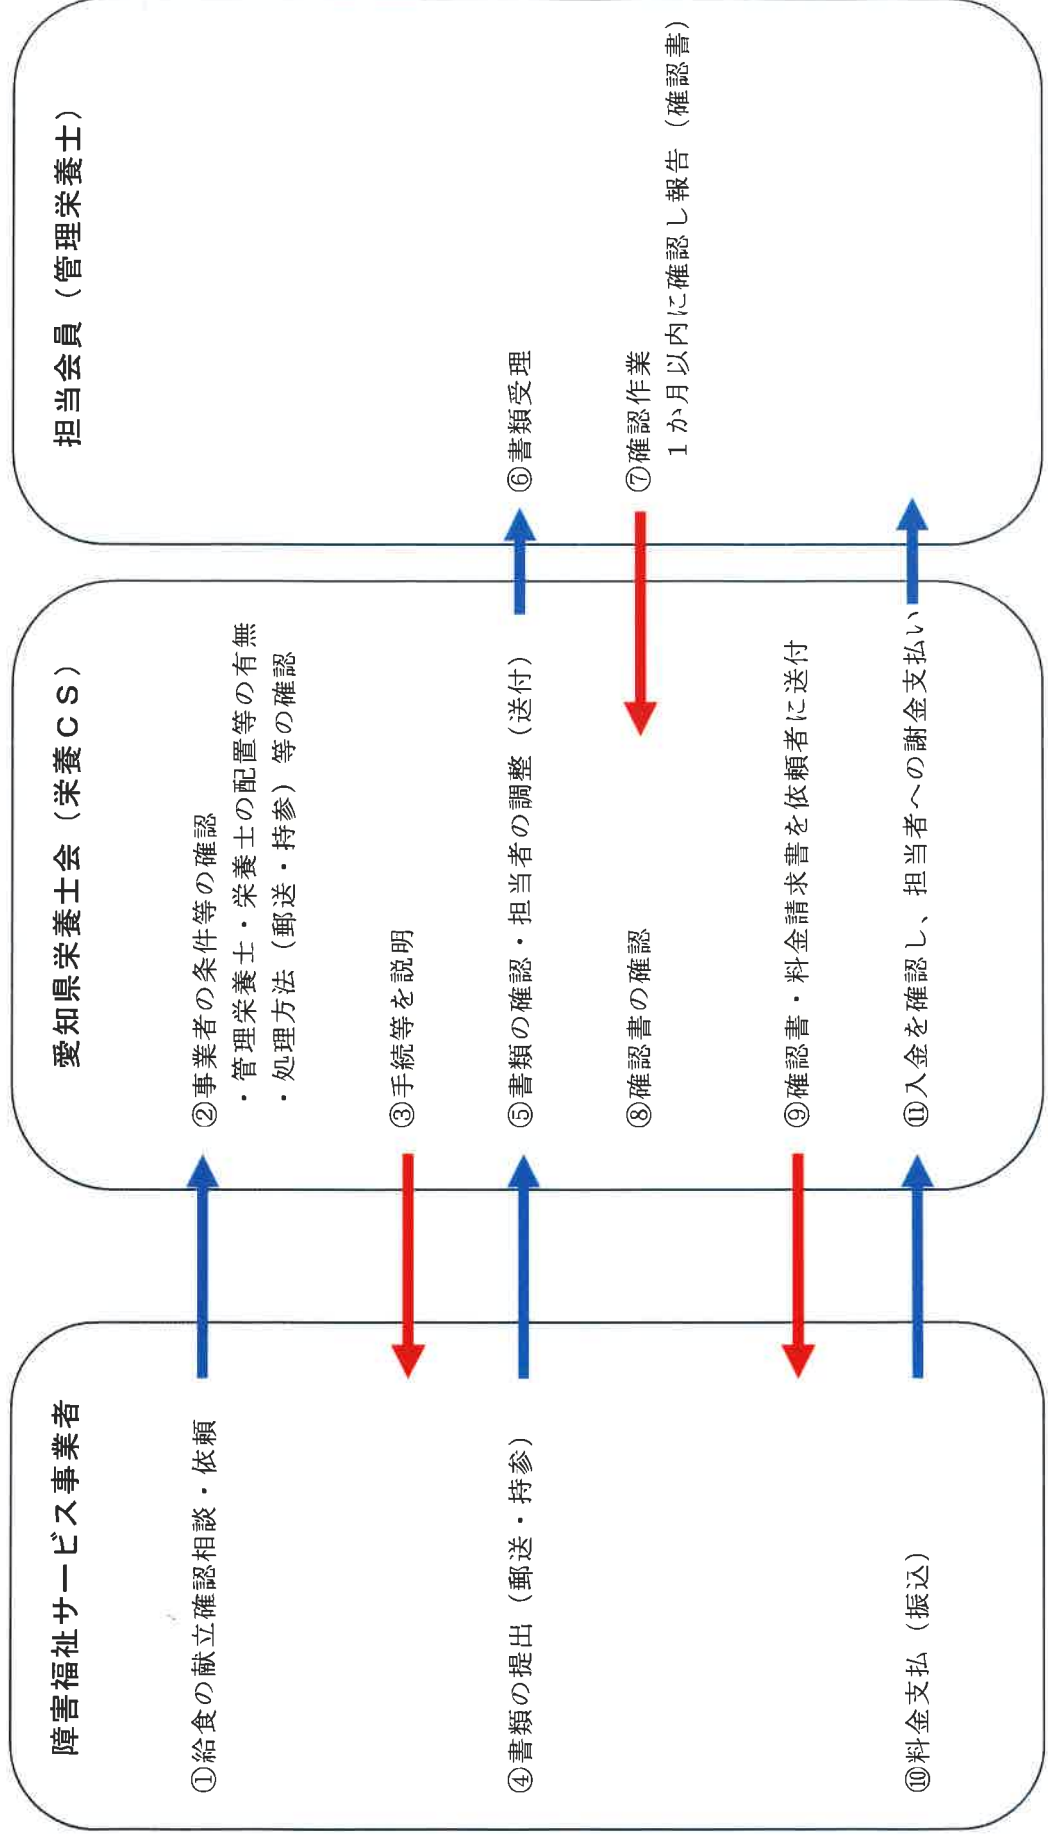 障害福祉サービス事業者
①給食の献立確認相談・依頼
④書類の提出（郵送・持参）
⑩料金支払（振込）
愛知県栄養士会（栄養ＣＳ）
②事業者の条件等の確認
・管理栄養士・栄養士の配置等の有無
・処理方法（郵送・持参）等の確認
③手続等を説明
⑤書類の確認・担当者の調整（送付）
⑧確認書の確認
⑨確認書・料金請求書を依頼者に送付
⑪入金を確認し、担当者への謝金支払い
担当会員（管理栄養士）
⑥書類受理
⑦確認作業
１か月以内に確認し報告（確認書）